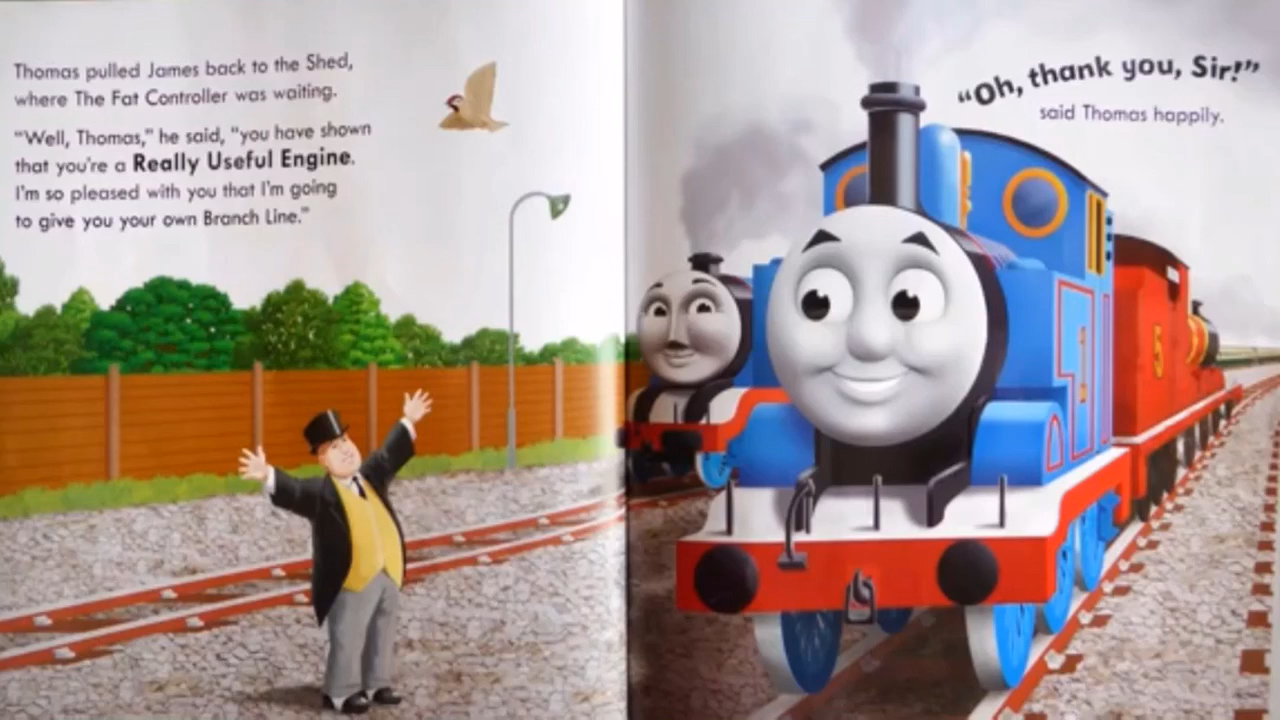 Thomas pulled James back to the Shed,
where The Fat Controller was waiting.
"Well, Thomas," he said, "you have shown
that you're a Really Useful Engine.
I'm so pleased with you that I'm going
to give you your own Branch Line."
"Oh, thank you, Sir!"
said Thomas happily.
1
5